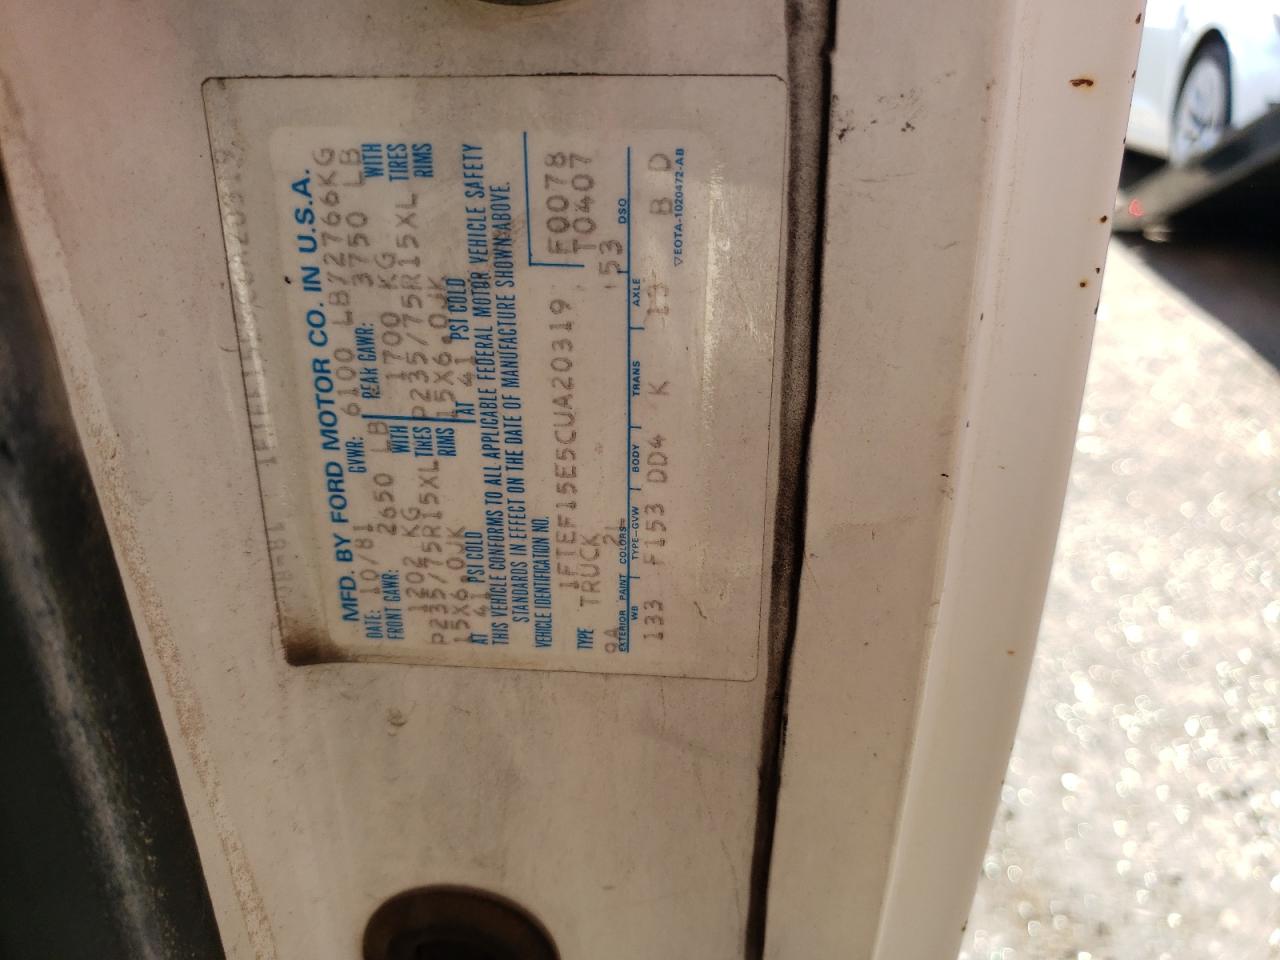 MFD. BY FORD MOTOR CO. IN U.S.A.
DATE: 10/81 GVWR: 6100 LB/2766KG
FRONT GAWR: 2650 LB REAR GAWR: 3750 LB
1202 KG WITH 1700 KG WITH
P235/75R15XL TIRES P235/75R15XL TIRES
15X6.0JK RIMS 15X6.0JK RIMS
AT 41 PSI COLD AT 41 PSI COLD
THIS VEHICLE CONFORMS TO ALL APPLICABLE FEDERAL MOTOR VEHICLE SAFETY
STANDARDS IN EFFECT ON THE DATE OF MANUFACTURE SHOWN ABOVE.
VEHICLE IDENTIFICATION NO.
1FTEF15E5CUA20319 F0078
TYPE TRUCK T0407
9A 21 53
EXTERIOR PAINT COLORS DSO
WB TYPE-GVW BODY TRANS AXLE
133 F153 DD4 K B D
▽EOTA-1020472-AB